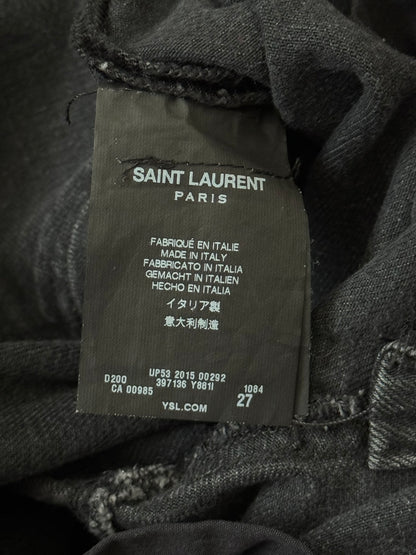 SAINT LAURENT
PARIS
FABRIQUÉ EN ITALIE
MADE IN ITALY
FABBRICATO IN ITALIA
GEMACHT IN ITALIEN
HECHO EN ITALIA
イタリア製
意大利制造
D200 UP53 2015 00292 1084
CA 00985 397136 Y881I 27
YSL.COM